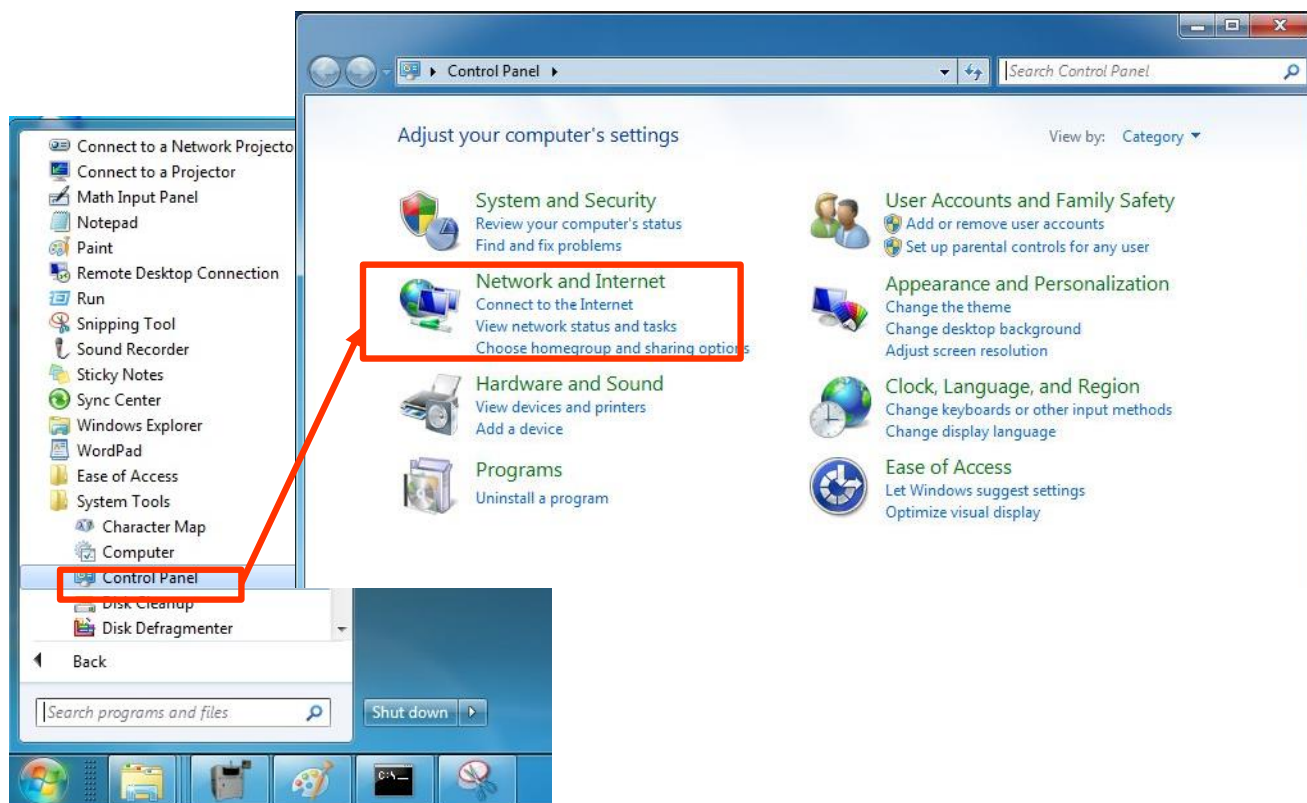 Control Panel
Search Control Panel
Adjust your computer's settings
View by: Category
System and Security
Review your computer's status
Find and fix problems
Network and Internet
Connect to the Internet
View network status and tasks
Choose homegroup and sharing options
Hardware and Sound
View devices and printers
Add a device
Programs
Uninstall a program
User Accounts and Family Safety
Add or remove user accounts
Set up parental controls for any user
Appearance and Personalization
Change the theme
Change desktop background
Adjust screen resolution
Clock, Language, and Region
Change keyboards or other input methods
Change display language
Ease of Access
Let Windows suggest settings
Optimize visual display
Connect to a Network Projecto
Connect to a Projector
Math Input Panel
Notepad
Paint
Remote Desktop Connection
Run
Snipping Tool
Sound Recorder
Sticky Notes
Sync Center
Windows Explorer
WordPad
Ease of Access
System Tools
Character Map
Computer
Control Panel
Disk Cleanup
Disk Defragmenter
Back
Search programs and files
Shut down
C:\_